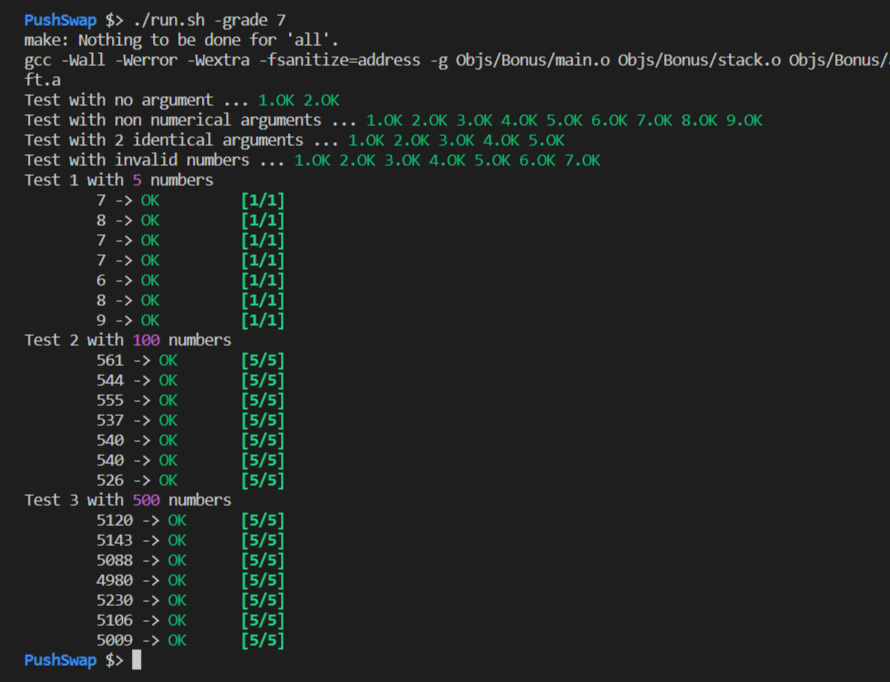 PushSwap $> ./run.sh -grade 7
make: Nothing to be done for 'all'.
gcc -Wall -Werror -Wextra -fsanitize=address -g Objs/Bonus/main.o Objs/Bonus/stack.o Objs/Bonus/
ft.a
Test with no argument ... 1.OK 2.OK
Test with non numerical arguments ... 1.OK 2.OK 3.OK 4.OK 5.OK 6.OK 7.OK 8.OK 9.OK
Test with 2 identical arguments ... 1.OK 2.OK 3.OK 4.OK 5.OK
Test with invalid numbers ... 1.OK 2.OK 3.OK 4.OK 5.OK 6.OK 7.OK
Test 1 with 5 numbers
7 -> OK [1/1]
8 -> OK [1/1]
7 -> OK [1/1]
7 -> OK [1/1]
6 -> OK [1/1]
8 -> OK [1/1]
9 -> OK [1/1]
Test 2 with 100 numbers
561 -> OK [5/5]
544 -> OK [5/5]
555 -> OK [5/5]
537 -> OK [5/5]
540 -> OK [5/5]
540 -> OK [5/5]
526 -> OK [5/5]
Test 3 with 500 numbers
5120 -> OK [5/5]
5143 -> OK [5/5]
5088 -> OK [5/5]
4980 -> OK [5/5]
5230 -> OK [5/5]
5106 -> OK [5/5]
5009 -> OK [5/5]
PushSwap $>